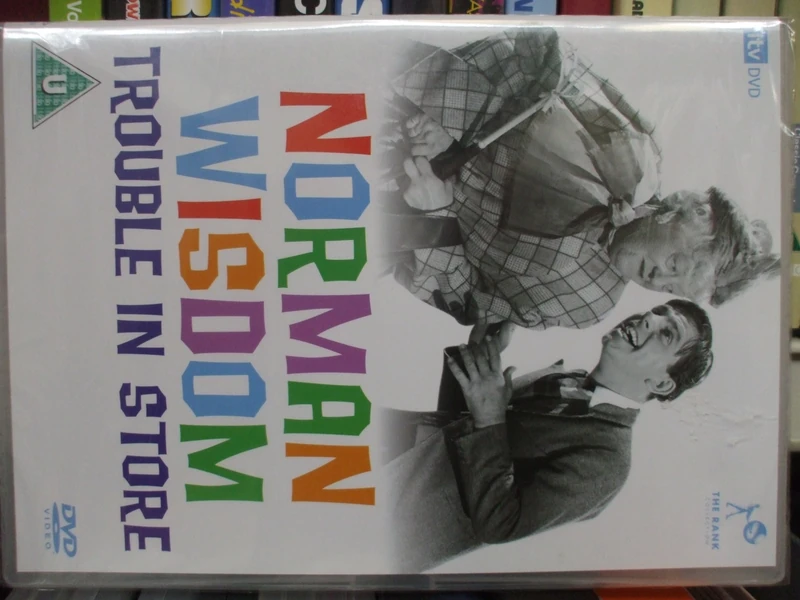 itv DVD
THE RANK
NORMAN
WISDOM
TROUBLE IN STORE
U
DVD
VIDEO